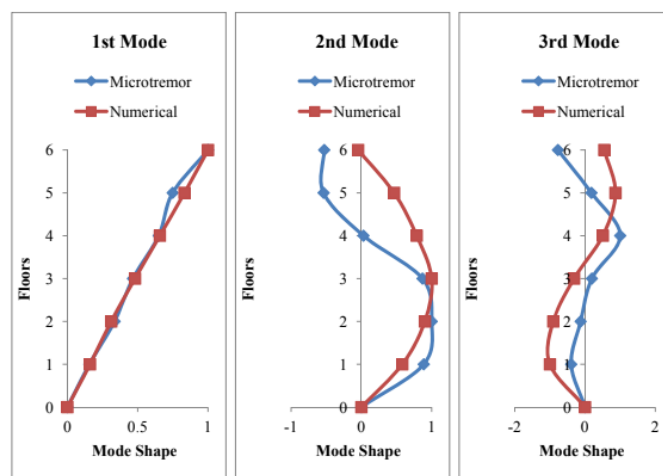 1st Mode
Microtremor
Numerical
6
5
4
3
2
1
0
Floors
0 0.5 1
Mode Shape
2nd Mode
Microtremor
Numerical
6
5
4
3
2
1
0
Floors
-1 0 1
Mode Shape
3rd Mode
Microtremor
Numerical
6
5
4
3
2
1
0
Floors
-2 0 2
Mode Shape